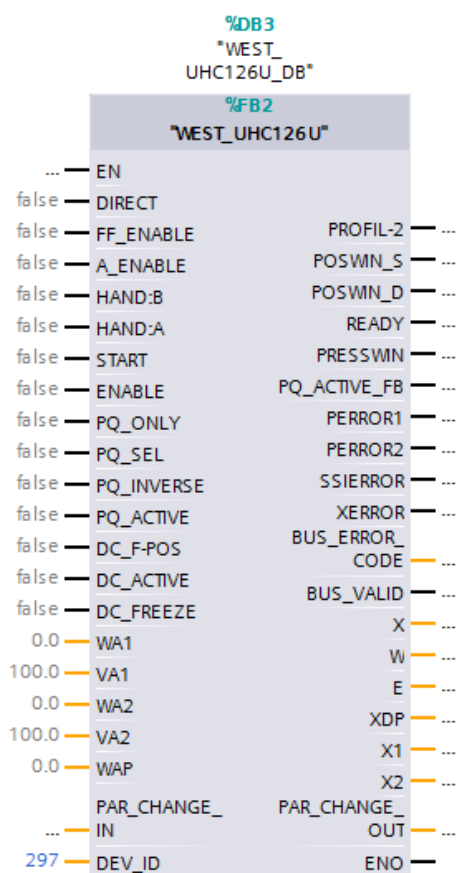 %DB3
"WEST_
UHC126U_DB"
%FB2
"WEST_UHC126U"
... EN
false DIRECT
false FF_ENABLE PROFIL-2 ...
false A_ENABLE POSWIN_S ...
false HAND:B POSWIN_D ...
false HAND:A READY ...
false START PRESSWIN ...
false ENABLE PQ_ACTIVE_FB ...
false PQ_ONLY PERROR1 ...
false PQ_SEL PERROR2 ...
false PQ_INVERSE SSIERROR ...
false PQ_ACTIVE XERROR ...
false DC_F-POS BUS_ERROR_
CODE ...
false DC_ACTIVE BUS_VALID ...
false DC_FREEZE X ...
0.0 WA1 W ...
100.0 VA1 E ...
0.0 WA2 XDP ...
100.0 VA2 X1 ...
0.0 WAP X2 ...
PAR_CHANGE_ PAR_CHANGE_
... IN OUT ...
297 DEV_ID ENO